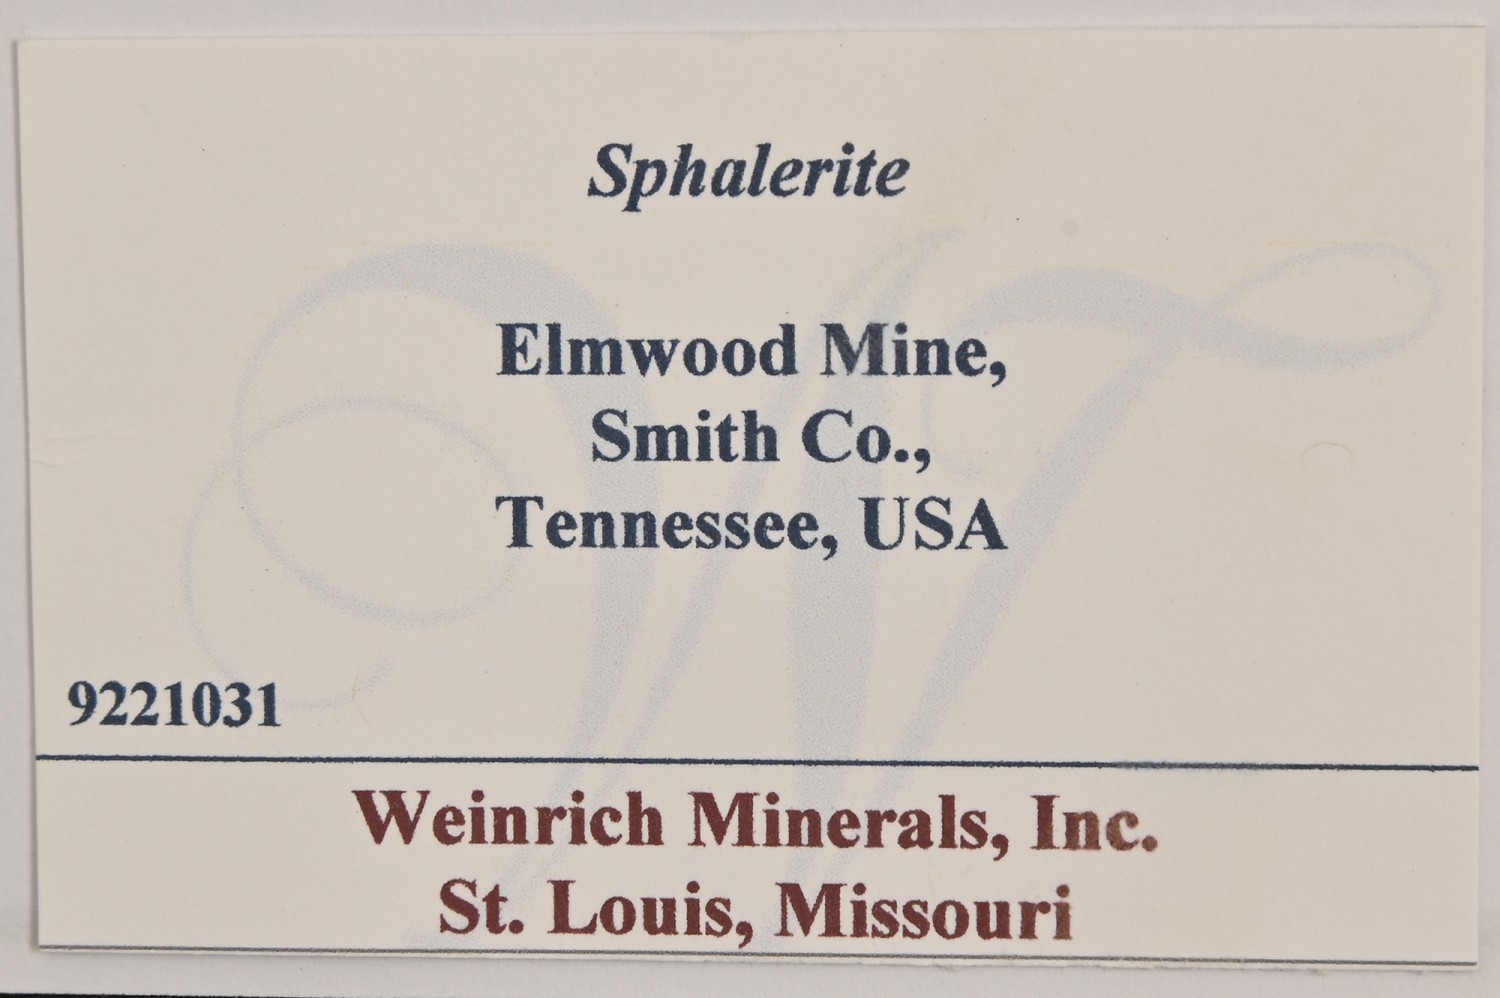 Sphalerite
Elmwood Mine,
Smith Co.,
Tennessee, USA
9221031
Weinrich Minerals, Inc.
St. Louis, Missouri